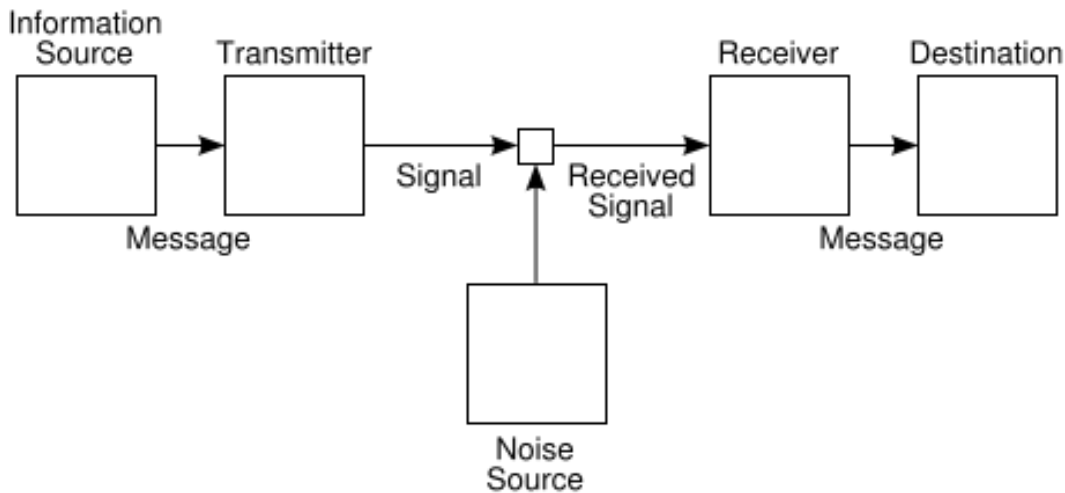 Information
Source
Transmitter
Receiver
Destination
Signal
Received
Signal
Message
Message
Noise
Source